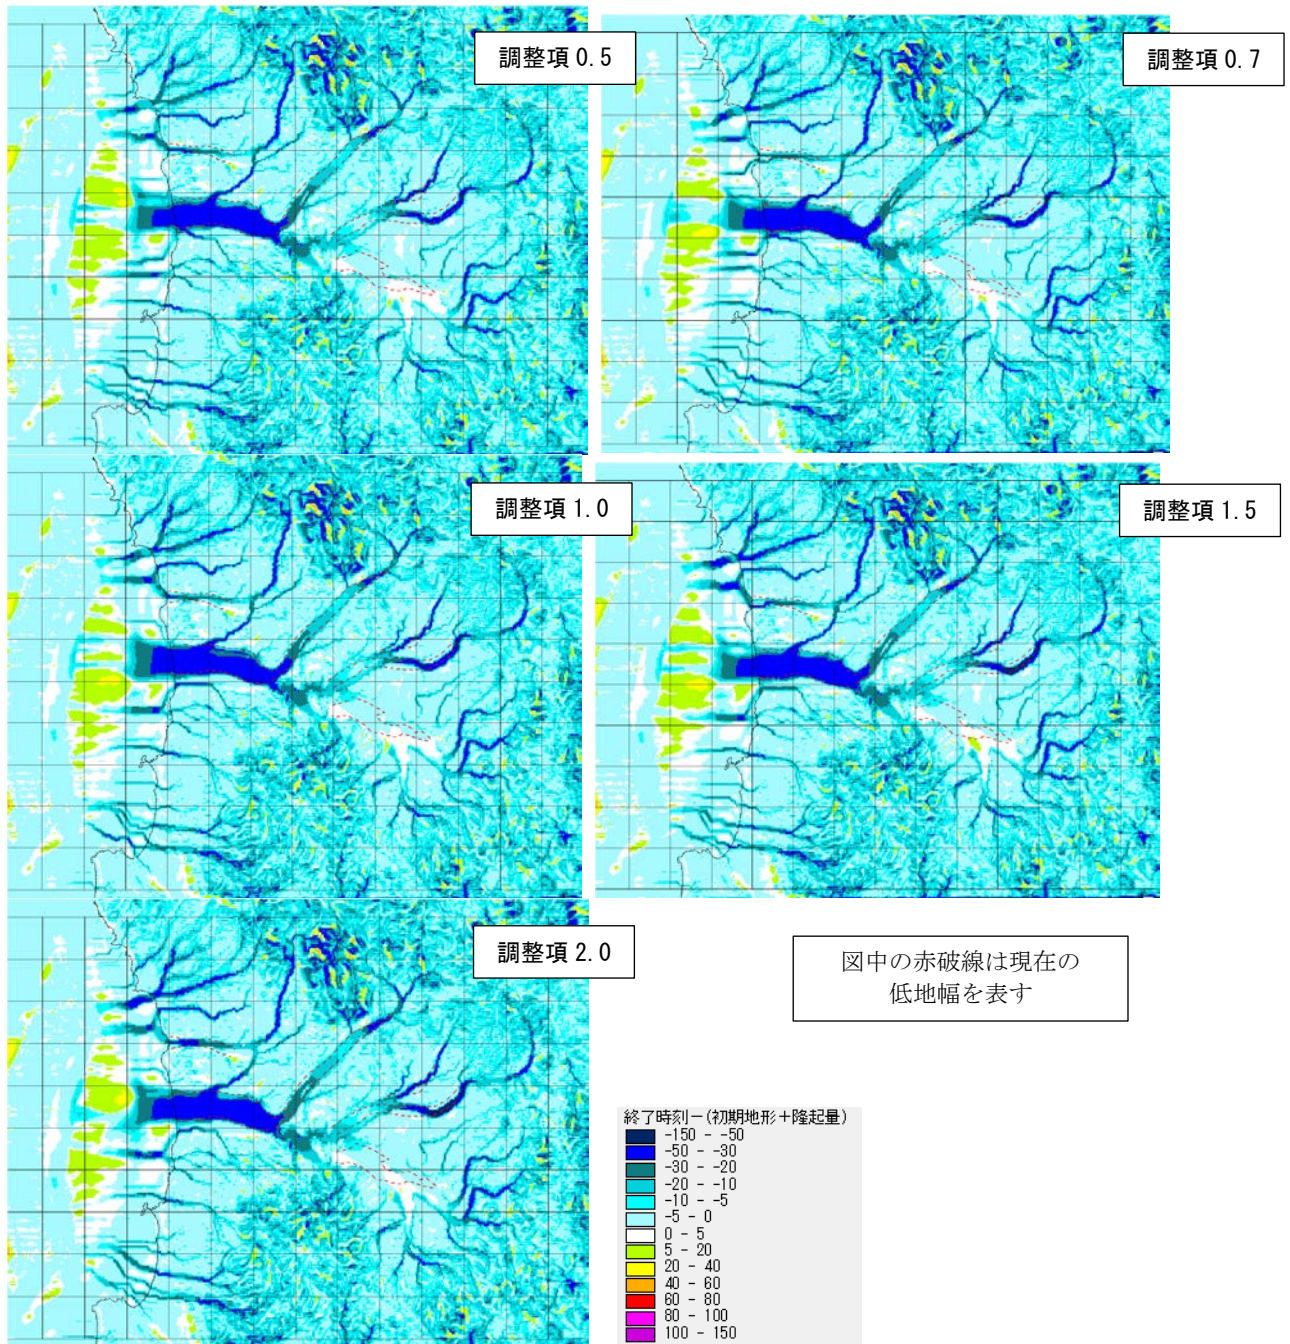 調整項 0.5
調整項 0.7
調整項 1.0
調整項 1.5
調整項 2.0
図中の赤破線は現在の
低地幅を表す
終了時刻－(初期地形＋隆起量)
-150 - -50
-50 - -30
-30 - -20
-20 - -10
-10 - -5
-5 - 0
0 - 5
5 - 20
20 - 40
40 - 60
60 - 80
80 - 100
100 - 150